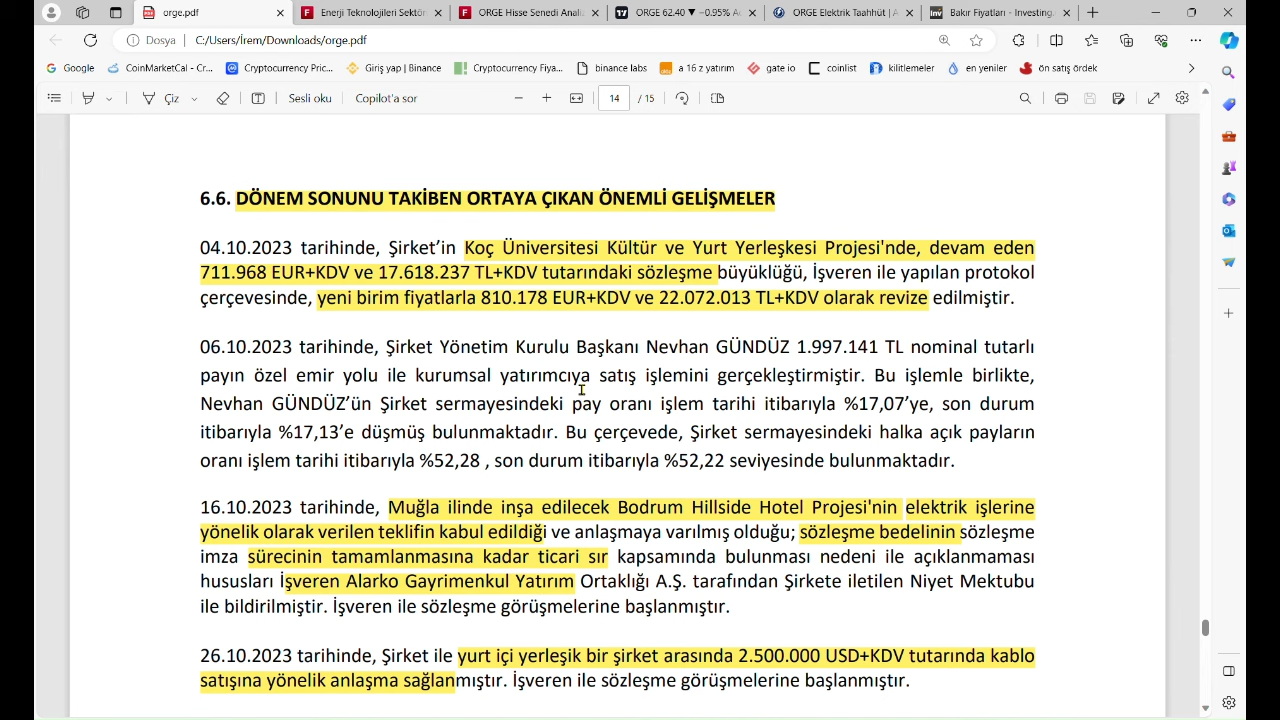 orge.pdf
Enerji Teknolojileri Sektör
ORGE Hisse Senedi Anali
ORGE 62.40 ▼ −0.95% A
ORGE Elektrik Taahhüt | A
Bakır Fiyatları - Investing.
Dosya | C:/Users/İrem/Downloads/orge.pdf
Google
CoinMarketCal - Cr...
Cryptocurrency Pric...
Giriş yap | Binance
Cryptocurrency Fiya...
binance labs
a 16 z yatırım
gate io
coinlist
kilitlemeler
en yeniler
ön satış ördek
Çiz
Sesli oku
Copilot'a sor
14 / 15
6.6. DÖNEM SONUNU TAKİBEN ORTAYA ÇIKAN ÖNEMLİ GELİŞMELER
04.10.2023 tarihinde, Şirket’in Koç Üniversitesi Kültür ve Yurt Yerleşkesi Projesi'nde, devam eden
711.968 EUR+KDV ve 17.618.237 TL+KDV tutarındaki sözleşme büyüklüğü, İşveren ile yapılan protokol
çerçevesinde, yeni birim fiyatlarla 810.178 EUR+KDV ve 22.072.013 TL+KDV olarak revize edilmiştir.
06.10.2023 tarihinde, Şirket Yönetim Kurulu Başkanı Nevhan GÜNDÜZ 1.997.141 TL nominal tutarlı
payın özel emir yolu ile kurumsal yatırımcıya satış işlemini gerçekleştirmiştir. Bu işlemle birlikte,
Nevhan GÜNDÜZ’ün Şirket sermayesindeki pay oranı işlem tarihi itibarıyla %17,07’ye, son durum
itibarıyla %17,13’e düşmüş bulunmaktadır. Bu çerçevede, Şirket sermayesindeki halka açık payların
oranı işlem tarihi itibarıyla %52,28 , son durum itibarıyla %52,22 seviyesinde bulunmaktadır.
16.10.2023 tarihinde, Muğla ilinde inşa edilecek Bodrum Hillside Hotel Projesi'nin elektrik işlerine
yönelik olarak verilen teklifin kabul edildiği ve anlaşmaya varılmış olduğu; sözleşme bedelinin sözleşme
imza sürecinin tamamlanmasına kadar ticari sır kapsamında bulunması nedeni ile açıklanmaması
hususları İşveren Alarko Gayrimenkul Yatırım Ortaklığı A.Ş. tarafından Şirkete iletilen Niyet Mektubu
ile bildirilmiştir. İşveren ile sözleşme görüşmelerine başlanmıştır.
26.10.2023 tarihinde, Şirket ile yurt içi yerleşik bir şirket arasında 2.500.000 USD+KDV tutarında kablo
satışına yönelik anlaşma sağlanmıştır. İşveren ile sözleşme görüşmelerine başlanmıştır.